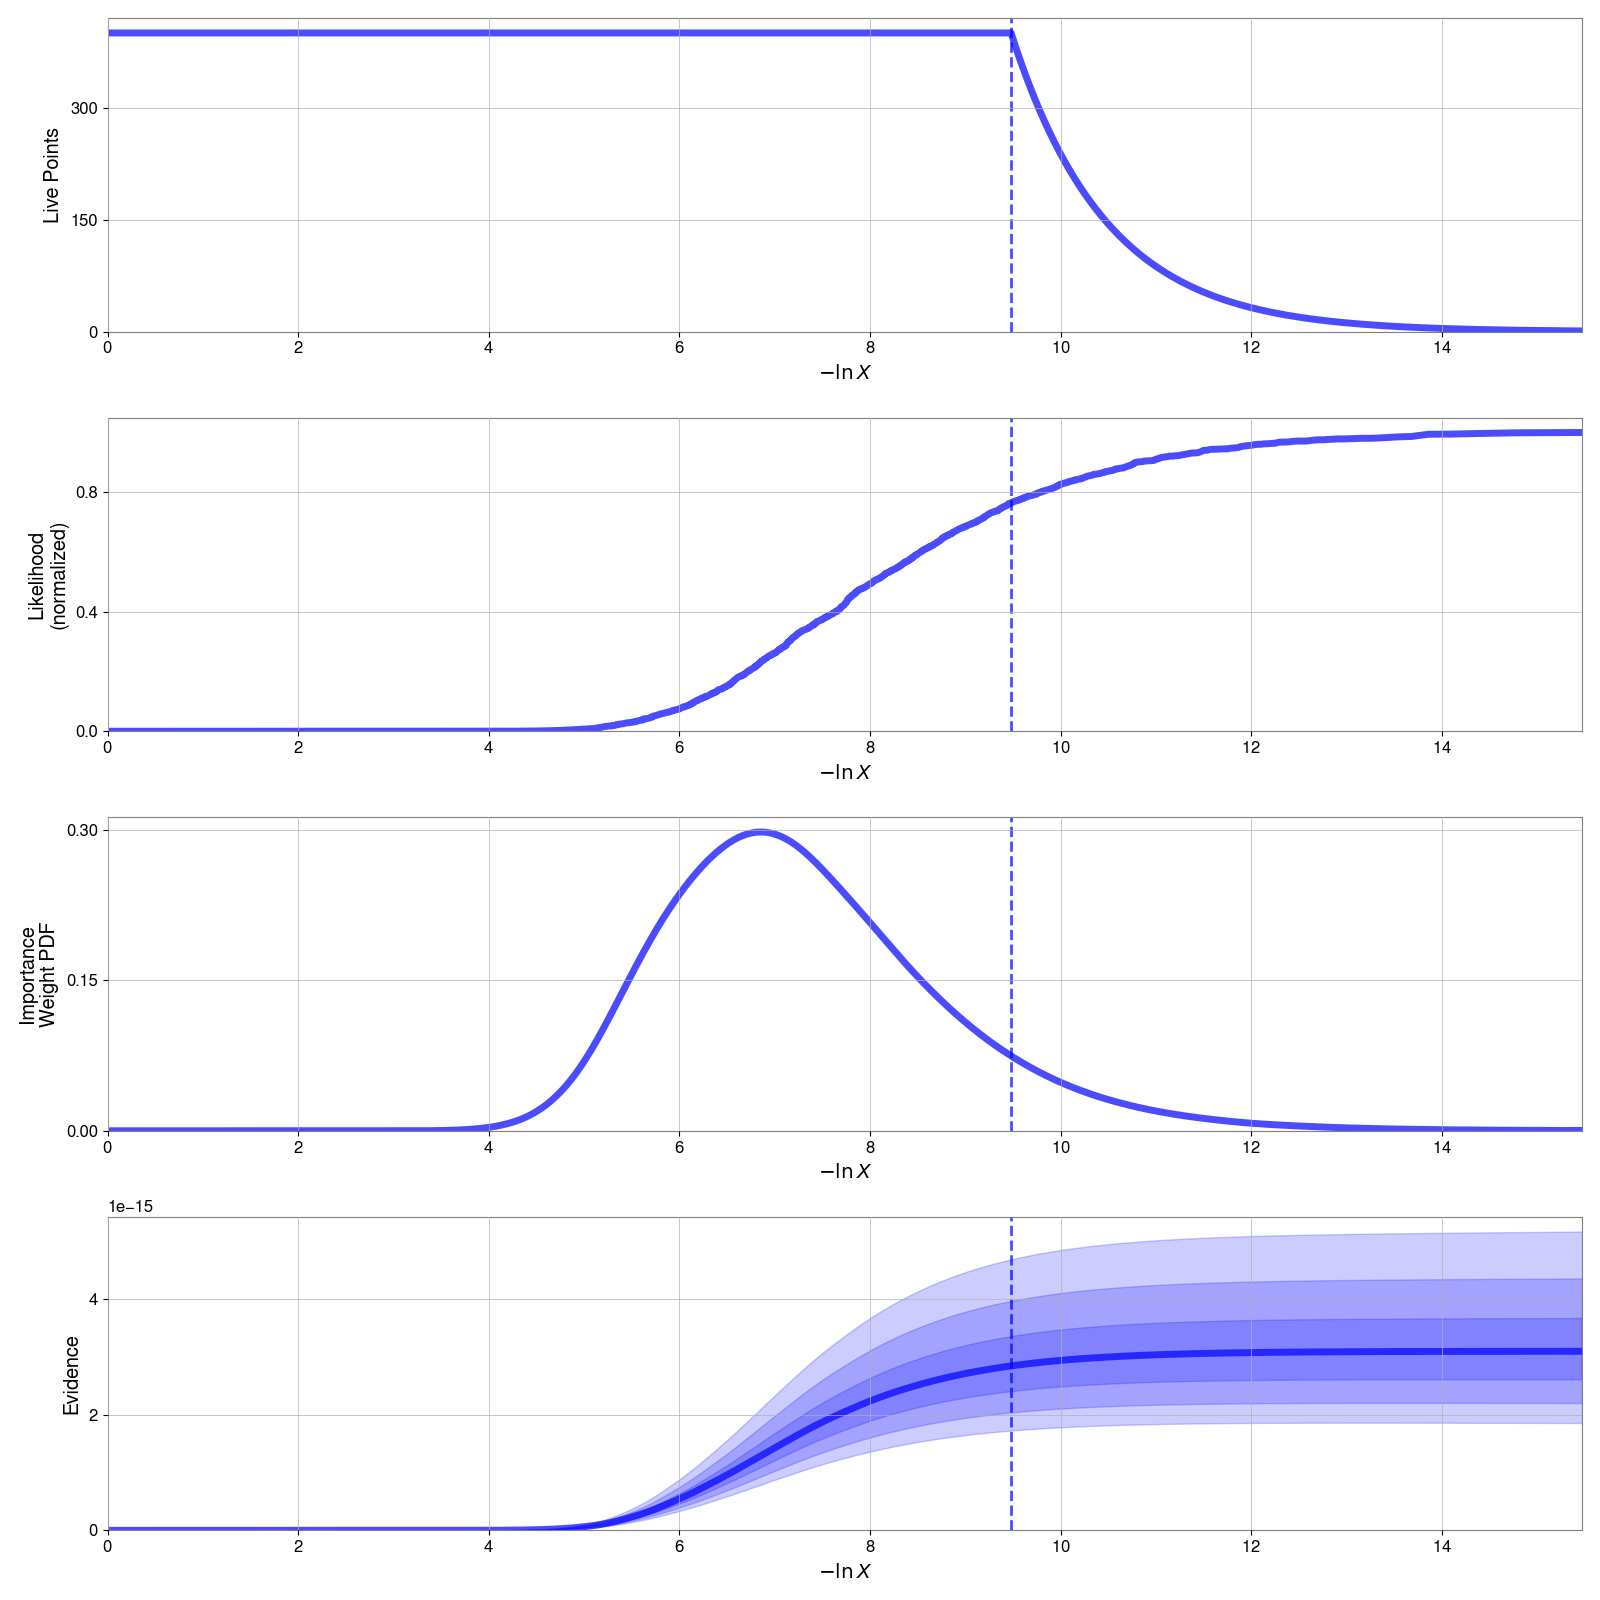 300
150
0
Live Points
0 2 4 6 8 10 12 14
−ln X
0.8
0.4
0.0
Likelihood
(normalized)
0 2 4 6 8 10 12 14
−ln X
0.30
0.15
0.00
Importance
Weight PDF
0 2 4 6 8 10 12 14
−ln X
1e−15
4
2
0
Evidence
0 2 4 6 8 10 12 14
−ln X